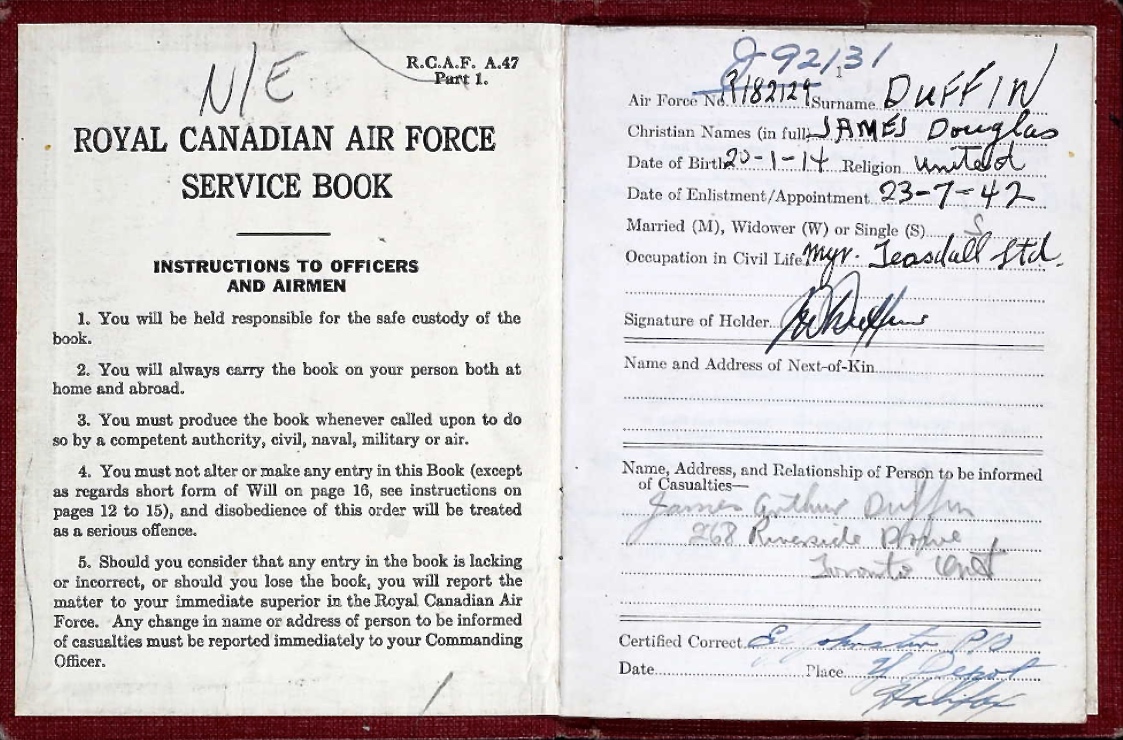 N/E
R.C.A.F. A.47
Part 1.
ROYAL CANADIAN AIR FORCE
SERVICE BOOK
INSTRUCTIONS TO OFFICERS
AND AIRMEN
1. You will be held responsible for the safe custody of the
book.
2. You will always carry the book on your person both at
home and abroad.
3. You must produce the book whenever called upon to do
so by a competent authority, civil, naval, military or air.
4. You must not alter or make any entry in this Book (except
as regards short form of Will on page 16, see instructions on
pages 12 to 15), and disobedience of this order will be treated
as a serious offence.
5. Should you consider that any entry in the book is lacking
or incorrect, or should you lose the book, you will report the
matter to your immediate superior in the Royal Canadian Air
Force. Any change in name or address of person to be informed
of casualties must be reported immediately to your Commanding
Officer.
J-92131
1
Air Force No. R182129 Surname DUFFIN
Christian Names (in full) JAMES Douglas
Date of Birth 20-1-14 Religion United
Date of Enlistment/Appointment 23-7-42
Married (M), Widower (W) or Single (S) S
Occupation in Civil Life Mgr. Teasdall Ltd.
Signature of Holder
Name and Address of Next-of-Kin
Name, Address, and Relationship of Person to be informed
of Casualties—
James Arthur Duffin
268 Riverside Drive
Toronto Ont
Certified Correct
Date Place Y Depot
Halifax